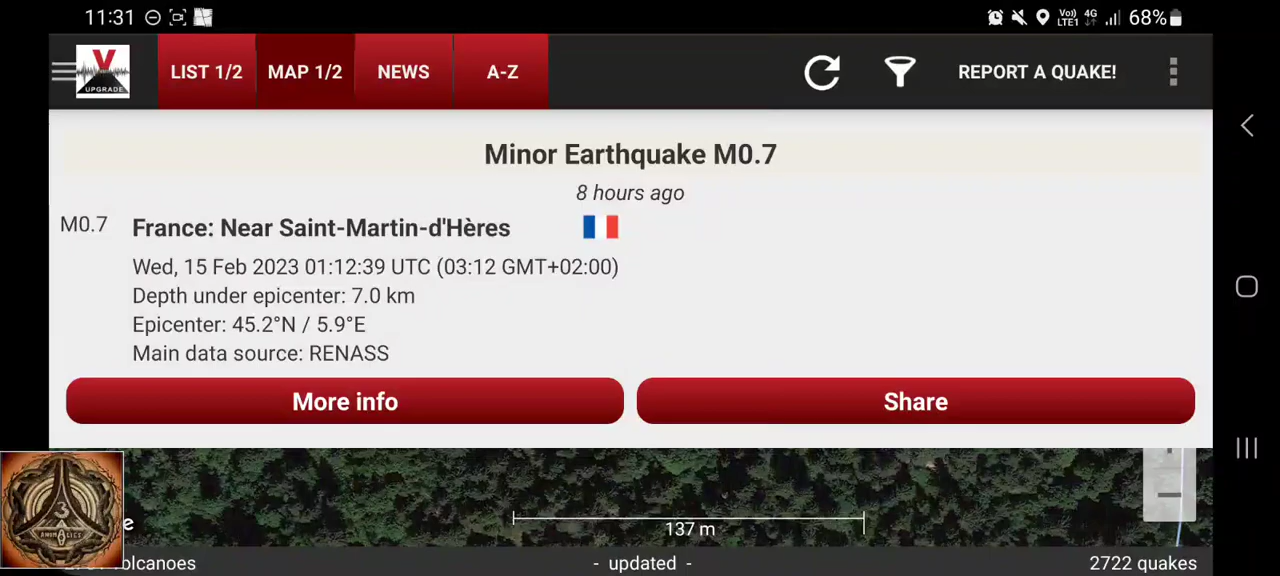 11:31
Vo)) 4G
LTE1
68%
V
UPGRADE
LIST 1/2
MAP 1/2
NEWS
A-Z
REPORT A QUAKE!
Minor Earthquake M0.7
8 hours ago
M0.7
France: Near Saint-Martin-d'Hères
Wed, 15 Feb 2023 01:12:39 UTC (03:12 GMT+02:00)
Depth under epicenter: 7.0 km
Epicenter: 45.2°N / 5.9°E
Main data source: RENASS
More info
Share
137 m
- updated -
2722 quakes